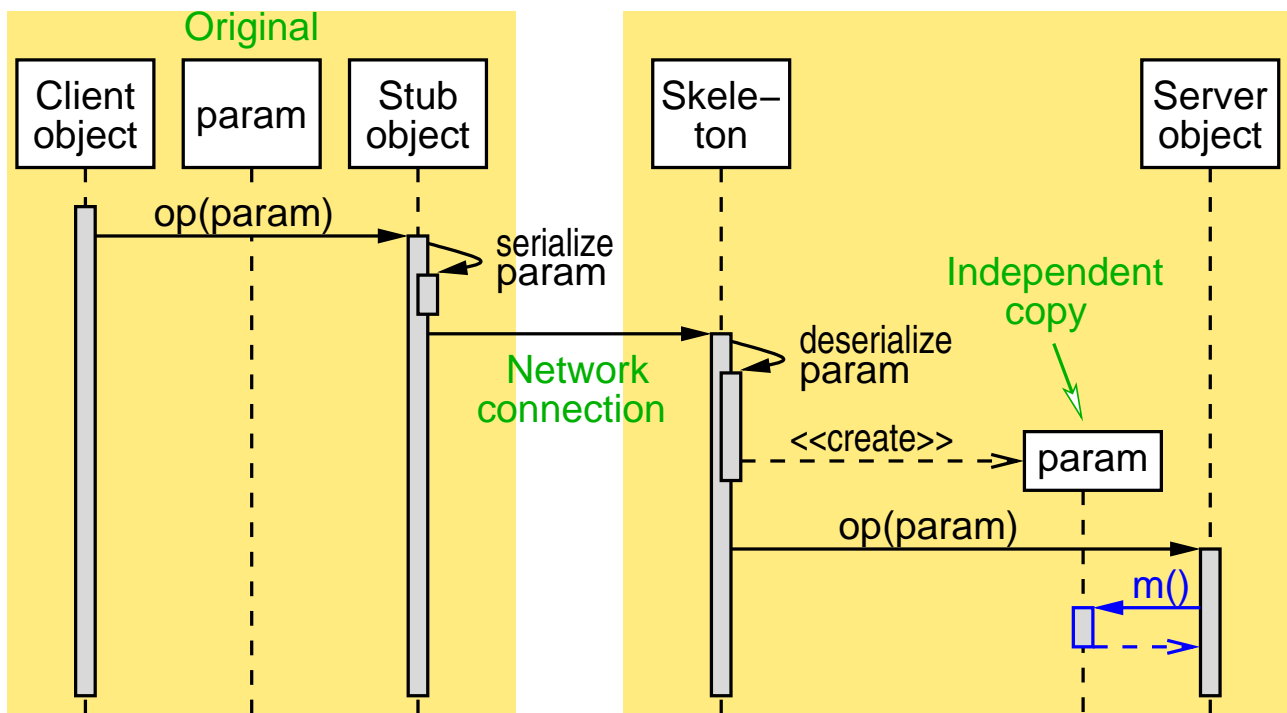 Original
Client
object
param
Stub
object
Skele–
ton
Server
object
op(param)
serialize
param
Independent
copy
deserialize
param
Network
connection
<<create>>
param
op(param)
m()